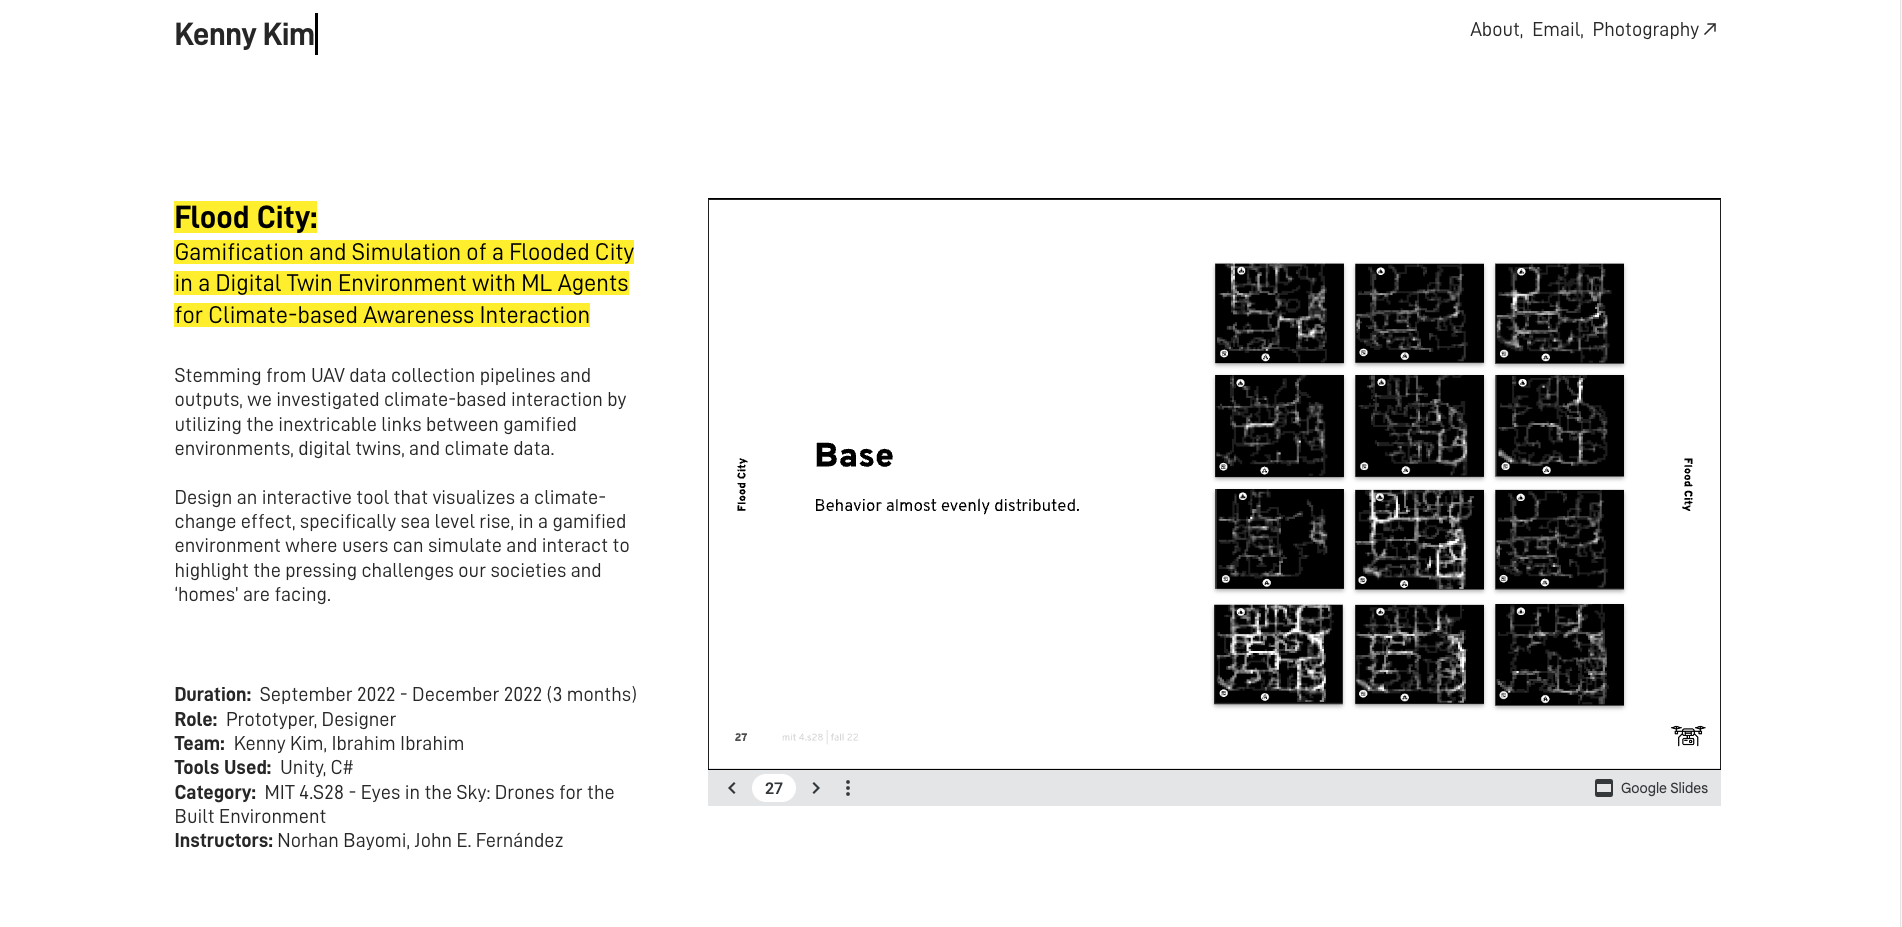 Kenny Kim
About, Email, Photography ↗
Flood City:
Gamification and Simulation of a Flooded City
in a Digital Twin Environment with ML Agents
for Climate-based Awareness Interaction
Stemming from UAV data collection pipelines and
outputs, we investigated climate-based interaction by
utilizing the inextricable links between gamified
environments, digital twins, and climate data.
Design an interactive tool that visualizes a climate-
change effect, specifically sea level rise, in a gamified
environment where users can simulate and interact to
highlight the pressing challenges our societies and
‘homes’ are facing.
Duration: September 2022 - December 2022 (3 months)
Role: Prototyper, Designer
Team: Kenny Kim, Ibrahim Ibrahim
Tools Used: Unity, C#
Category: MIT 4.S28 - Eyes in the Sky: Drones for the
Built Environment
Instructors: Norhan Bayomi, John E. Fernández
Flood City
Base
Behavior almost evenly distributed.
Flood City
27
mit 4.s28 | fall 22
27
Google Slides